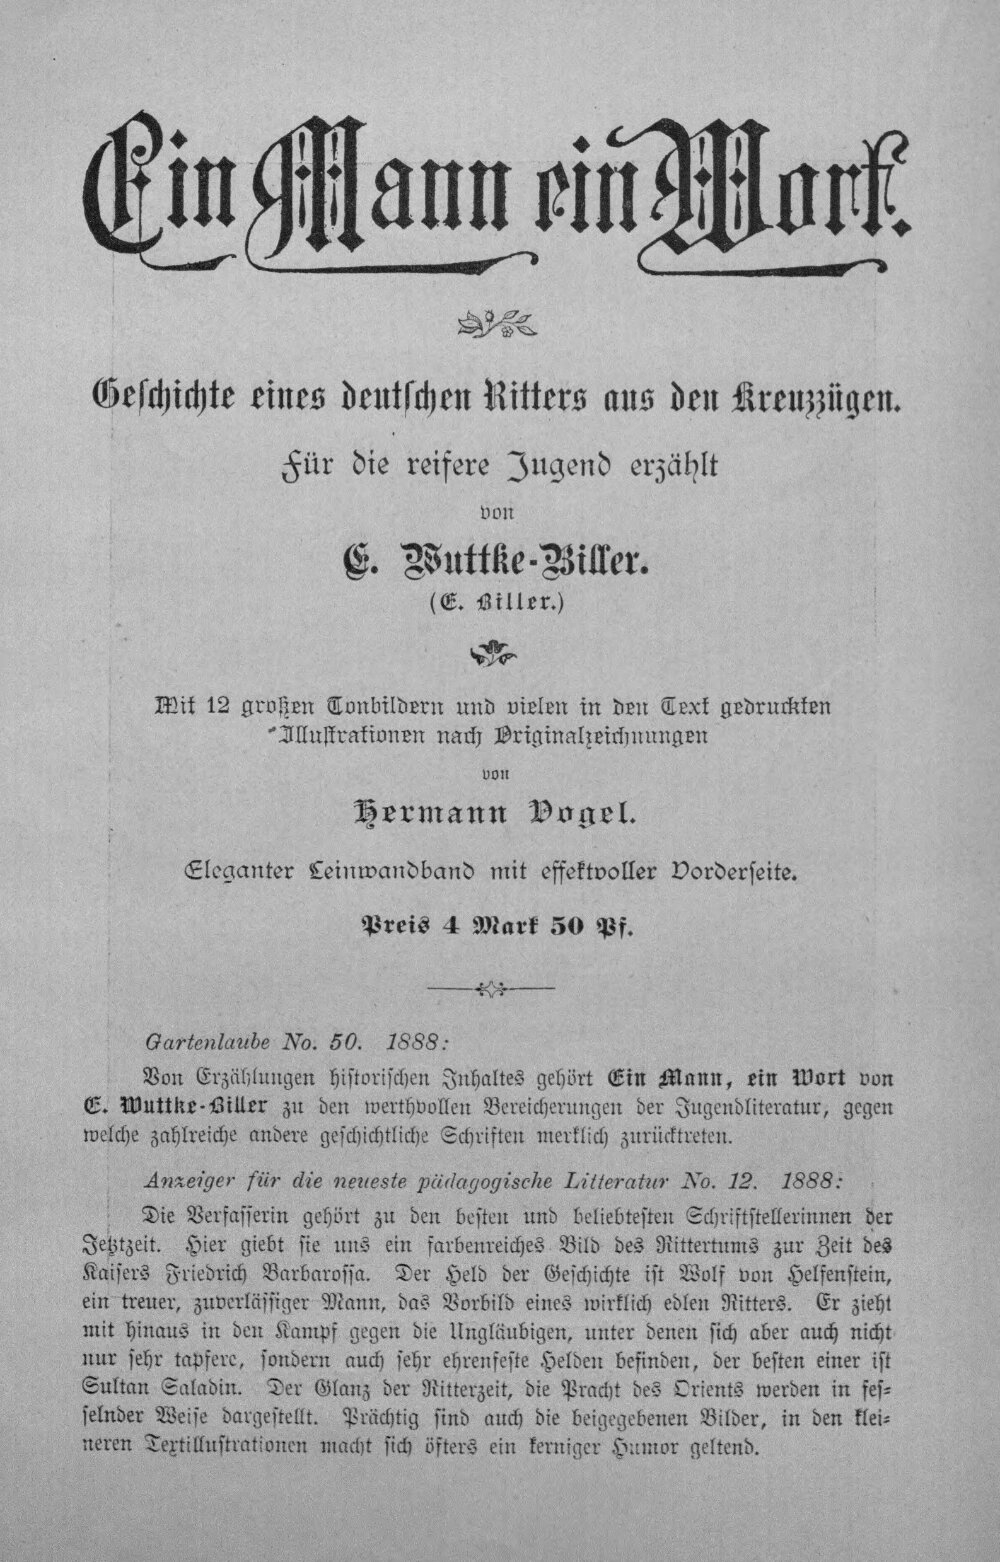 Ein Mann ein Wort.
Geschichte eines deutschen Ritters aus den Kreuzzügen.
Für die reifere Jugend erzählt
von
E. Wuttke-Biller.
(E. Biller.)
Mit 12 großen Tonbildern und vielen in den Text gedruckten
Illustrationen nach Originalzeichnungen
von
Hermann Vogel.
Eleganter Leinwandband mit effektvoller Vorderseite.
Preis 4 Mark 50 Pf.
Gartenlaube No. 50. 1888:
Von Erzählungen historischen Inhaltes gehört Ein Mann, ein Wort von
E. Wuttke-Biller zu den werthvollen Bereicherungen der Jugendliteratur, gegen
welche zahlreiche andere geschichtliche Schriften merklich zurücktreten.
Anzeiger für die neueste pädagogische Litteratur No. 12. 1888:
Die Verfasserin gehört zu den besten und beliebtesten Schriftstellerinnen der
Jetztzeit. Hier giebt sie uns ein farbenreiches Bild des Rittertums zur Zeit des
Kaisers Friedrich Barbarossa. Der Held der Geschichte ist Wolf von Helfenstein,
ein treuer, zuverlässiger Mann, das Vorbild eines wirklich edlen Ritters. Er zieht
mit hinaus in den Kampf gegen die Ungläubigen, unter denen sich aber auch nicht
nur sehr tapfere, sondern auch sehr ehrenfeste Helden befinden, der besten einer ist
Sultan Saladin. Der Glanz der Ritterzeit, die Pracht des Orients werden in fes-
selnder Weise dargestellt. Prächtig sind auch die beigegebenen Bilder, in den klei-
neren Textillustrationen macht sich öfters ein kerniger Humor geltend.